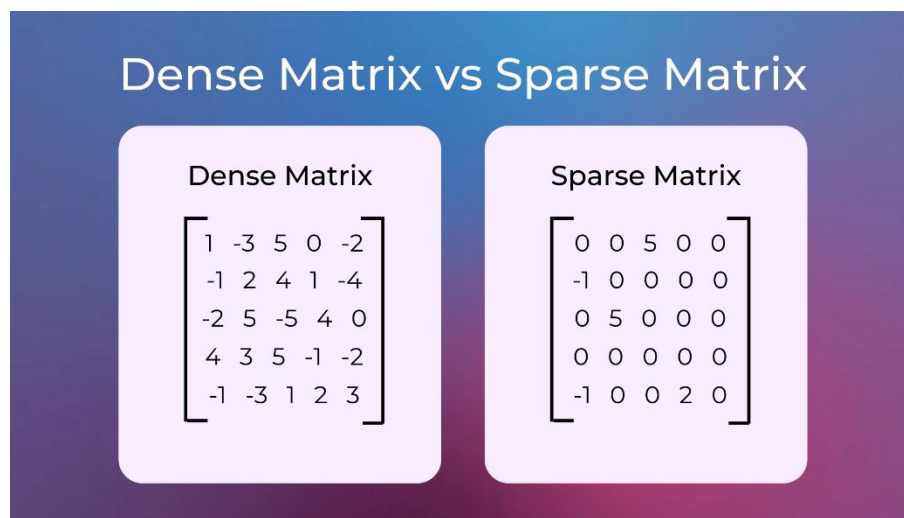 Dense Matrix vs Sparse Matrix
Dense Matrix
1 -3 5 0 -2
-1 2 4 1 -4
-2 5 -5 4 0
4 3 5 -1 -2
-1 -3 1 2 3
Sparse Matrix
0 0 5 0 0
-1 0 0 0 0
0 5 0 0 0
0 0 0 0 0
-1 0 0 2 0